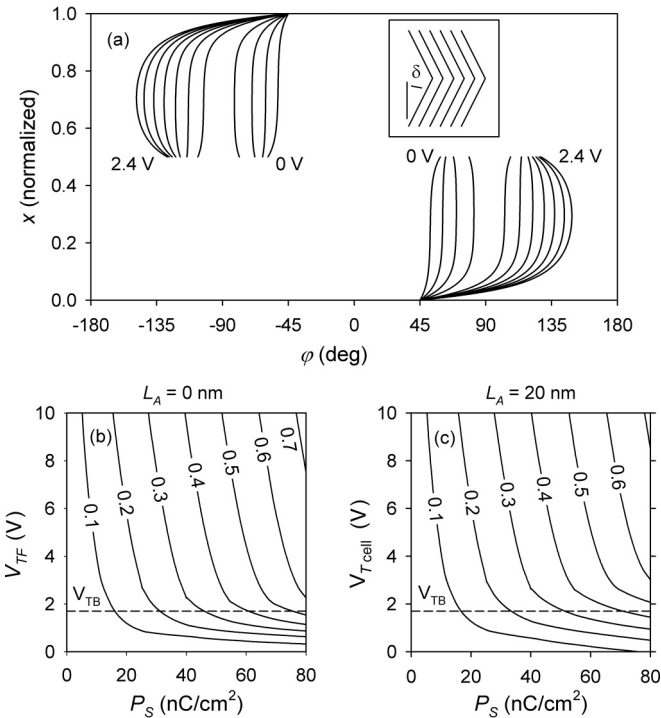 (a)
δ
2.4 V
0 V
0 V
2.4 V
1.0
0.8
0.6
0.4
0.2
0.0
x (normalized)
-180 -135 -90 -45 0 45 90 135 180
φ (deg)
L_A = 0 nm
(b)
10
8
6
4
2
0
V_TF (V)
0.1 0.2 0.3 0.4 0.5 0.6 0.7
V_TB
0 20 40 60 80
P_S (nC/cm²)
L_A = 20 nm
(c)
10
8
6
4
2
0
V_Tcell (V)
0.1 0.2 0.3 0.4 0.5 0.6
V_TB
0 20 40 60 80
P_S (nC/cm²)